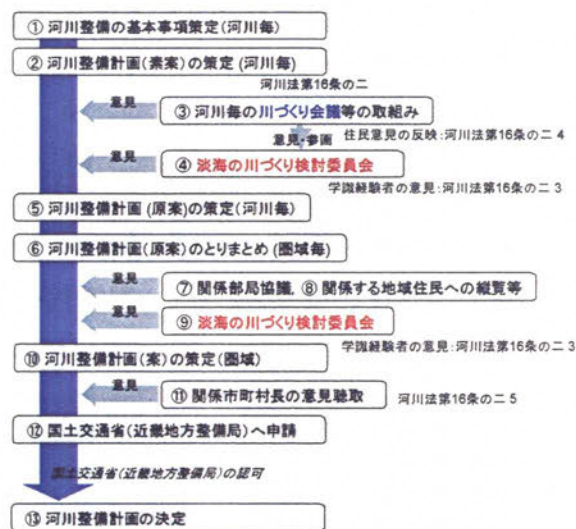 ① 河川整備の基本事項策定(河川毎)
② 河川整備計画(素案)の策定 (河川毎)
河川法第16条の二
意見
③ 河川毎の川づくり会議等の取組み
意見・参画
住民意見の反映:河川法第16条の二 4
意見
④ 淡海の川づくり検討委員会
学識経験者の意見:河川法第16条の二 3
⑤ 河川整備計画 (原案)の策定(河川毎)
⑥ 河川整備計画(原案)のとりまとめ (圏域毎)
意見
⑦ 関係部局協議, ⑧ 関係する地域住民への縦覧等
意見
⑨ 淡海の川づくり検討委員会
学識経験者の意見:河川法第16条の二 3
⑩ 河川整備計画(案)の策定(圏域)
意見
⑪ 関係市町村長の意見聴取
河川法第16条の二 5
⑫ 国土交通省(近畿地方整備局)へ申請
国土交通省(近畿地方整備局)の認可
⑬ 河川整備計画の決定